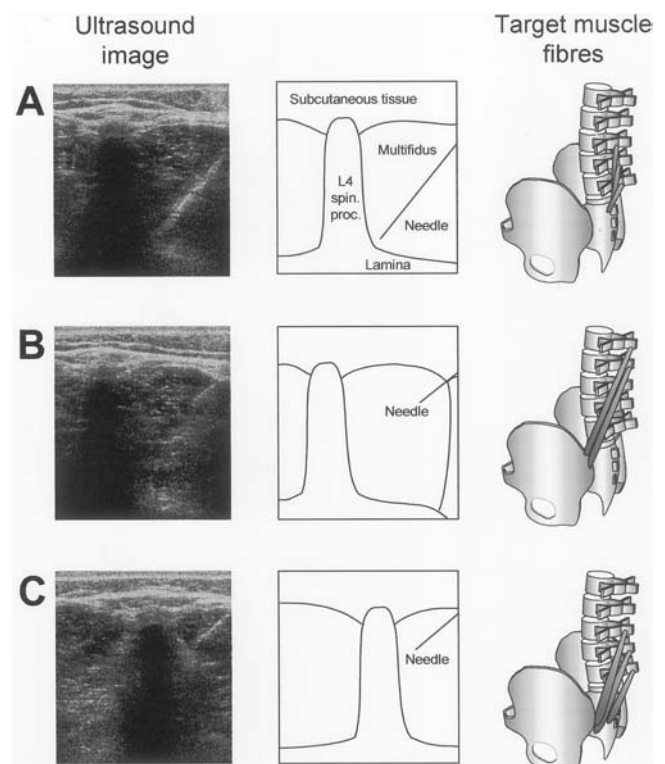 Ultrasound
image
Target muscle
fibres
A
Subcutaneous tissue
Multifidus
L4
spin.
proc.
Needle
Lamina
B
Needle
C
Needle